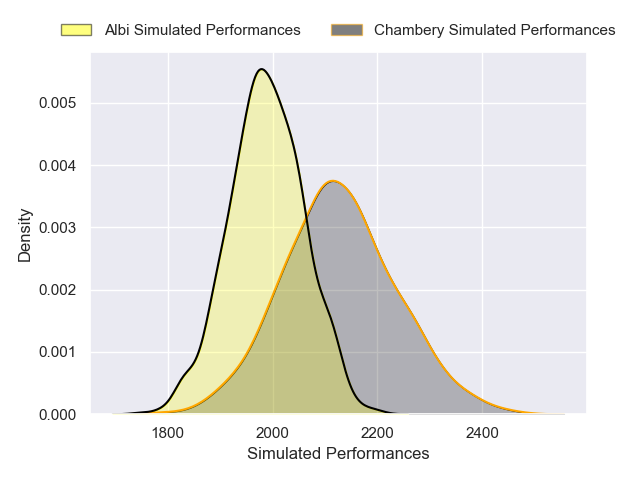 Albi Simulated Performances Chambery Simulated Performances
0.005
0.004
0.003
0.002
0.001
0.000
Density
1800 2000 2200 2400
Simulated Performances